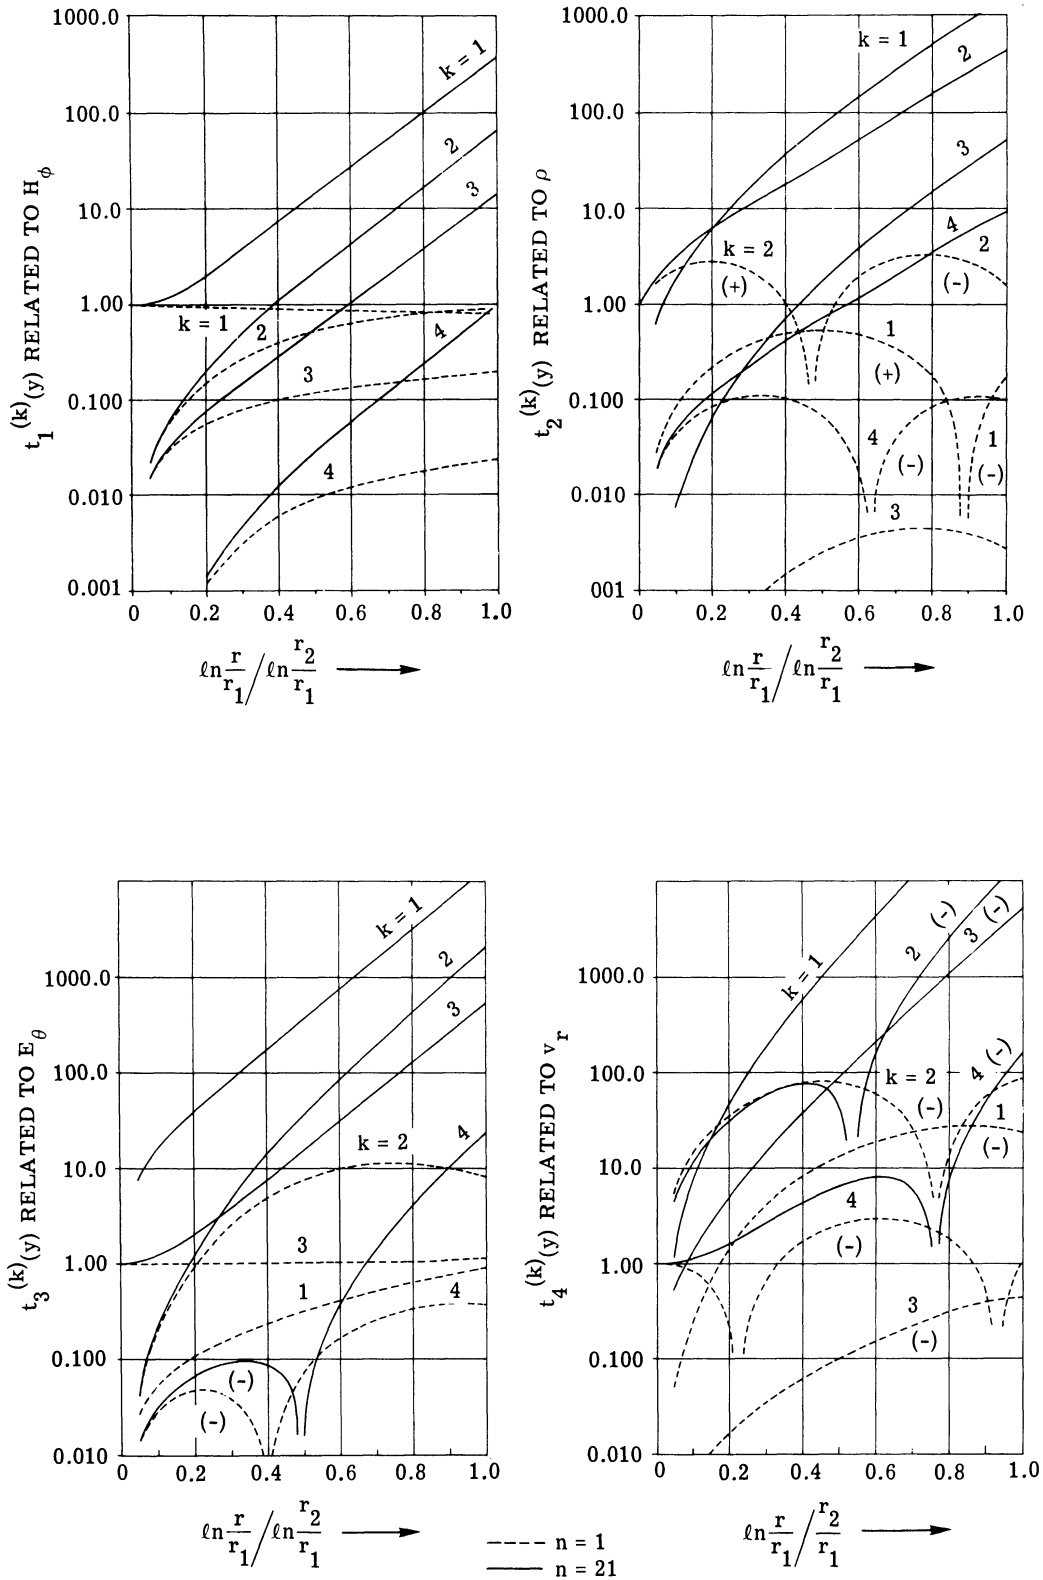 t₁⁽ᵏ⁾(y) RELATED TO H_ϕ
1000.0
100.0
10.0
1.00
0.100
0.010
0.001
k = 1
2
3
k = 1
2
4
3
4
0 0.2 0.4 0.6 0.8 1.0
ℓn r/r₁ / ℓn r₂/r₁
t₂⁽ᵏ⁾(y) RELATED TO ρ
1000.0
100.0
10.0
1.00
0.100
0.010
001
k = 1
2
3
4
k = 2
2
(+)
(-)
1
(+)
4
1
(-)
(-)
3
0 0.2 0.4 0.6 0.8 1.0
ℓn r/r₁ / ℓn r₂/r₁
t₃⁽ᵏ⁾(y) RELATED TO E_θ
1000.0
100.0
10.0
1.00
0.100
0.010
k = 1
2
3
k = 2
4
3
1
4
(-)
(-)
0 0.2 0.4 0.6 0.8 1.0
ℓn r/r₁ / ℓn r₂/r₁
t₄⁽ᵏ⁾(y) RELATED TO v_r
1000.0
100.0
10.0
1.00
0.100
0.010
k = 1
2 (-)
3 (-)
4 (-)
k = 2
(-)
1
(-)
4
(-)
3
(-)
0 0.2 0.4 0.6 0.8 1.0
ℓn r/r₁ / r₂/r₁
n = 1
n = 21